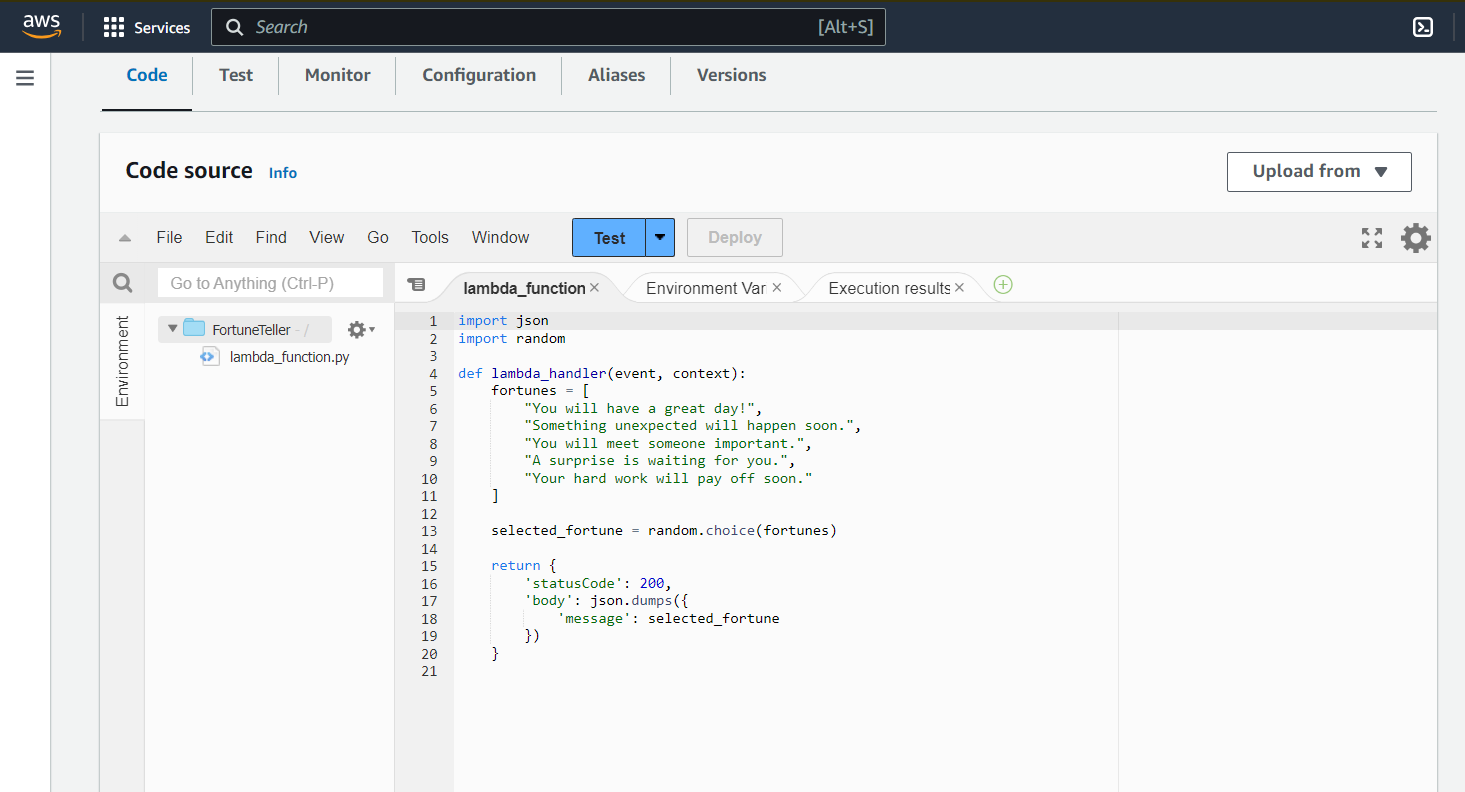 aws Services Search [Alt+S]
Code Test Monitor Configuration Aliases Versions
Code source Info Upload from
File Edit Find View Go Tools Window Test Deploy
Go to Anything (Ctrl-P) lambda_function Environment Var Execution results
Environment
FortuneTeller - /
lambda_function.py
1 import json
2 import random
3
4 def lambda_handler(event, context):
5     fortunes = [
6         "You will have a great day!",
7         "Something unexpected will happen soon.",
8         "You will meet someone important.",
9         "A surprise is waiting for you.",
10         "Your hard work will pay off soon."
11     ]
12
13     selected_fortune = random.choice(fortunes)
14
15     return {
16         'statusCode': 200,
17         'body': json.dumps({
18             'message': selected_fortune
19         })
20     }
21